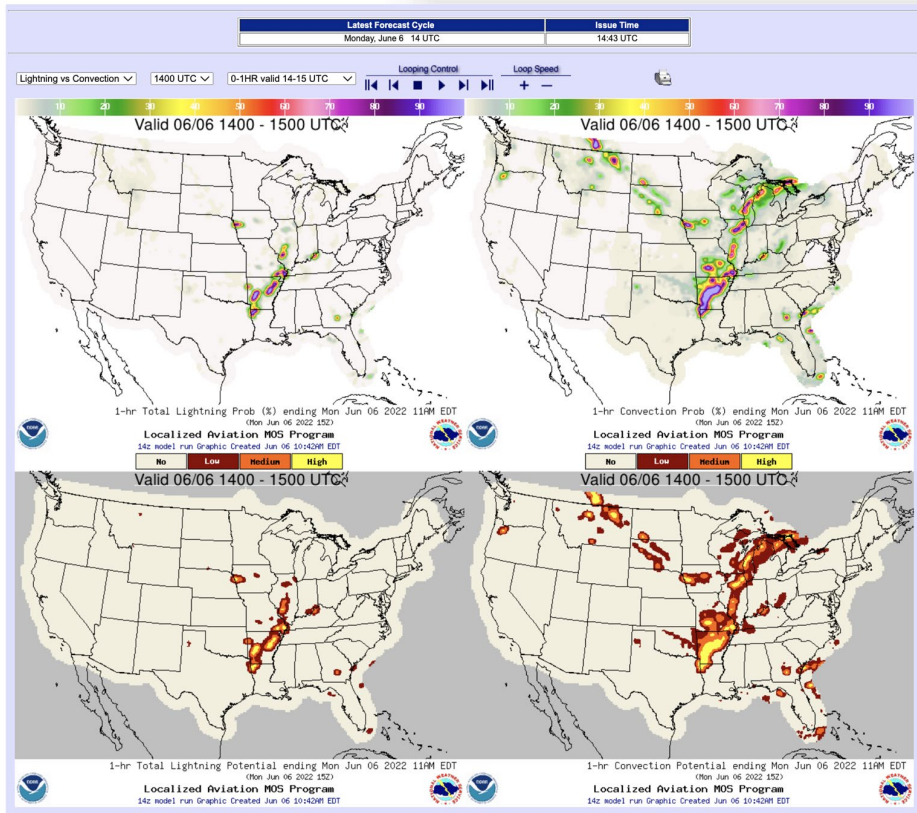 Latest Forecast Cycle Issue Time
Monday, June 6 14 UTC 14:43 UTC
Looping Control Loop Speed
Lightning vs Convection 1400 UTC 0-1HR valid 14-15 UTC
10 20 30 40 50 60 70 80 90 10 20 30 40 50 60 70 80 90
Valid 06/06 1400 - 1500 UTC Valid 06/06 1400 - 1500 UTC
1-hr Total Lightning Prob (%) ending Mon Jun 06 2022 11AM EDT 1-hr Convection Prob (%) ending Mon Jun 06 2022 11AM EDT
(Mon Jun 06 2022 15Z) (Mon Jun 06 2022 15Z)
Localized Aviation MOS Program Localized Aviation MOS Program
14z model run Graphic Created Jun 06 10:42AM EDT 14z model run Graphic Created Jun 06 10:42AM EDT
No Low Medium High No Low Medium High
Valid 06/06 1400 - 1500 UTC Valid 06/06 1400 - 1500 UTC
1-hr Total Lightning Potential ending Mon Jun 06 2022 11AM EDT 1-hr Convection Potential ending Mon Jun 06 2022 11AM EDT
(Mon Jun 06 2022 15Z) (Mon Jun 06 2022 15Z)
Localized Aviation MOS Program Localized Aviation MOS Program
14z model run Graphic Created Jun 06 10:42AM EDT 14z model run Graphic Created Jun 06 10:42AM EDT